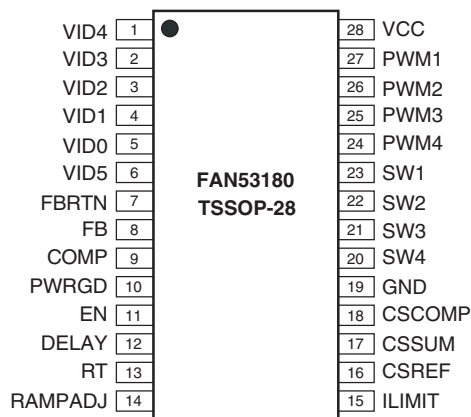 VID4 1 28 VCC
VID3 2 27 PWM1
VID2 3 26 PWM2
VID1 4 25 PWM3
VID0 5 24 PWM4
VID5 6 23 SW1
FBRTN 7 22 SW2
FB 8 21 SW3
COMP 9 20 SW4
PWRGD 10 19 GND
EN 11 18 CSCOMP
DELAY 12 17 CSSUM
RT 13 16 CSREF
RAMPADJ 14 15 ILIMIT
FAN53180
TSSOP-28